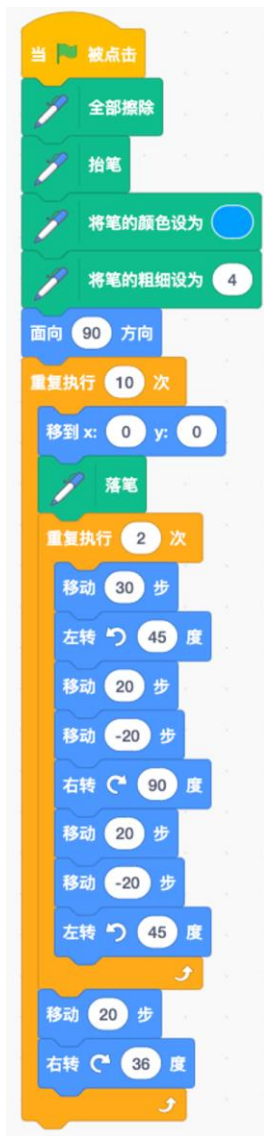 当 被点击
全部擦除
抬笔
将笔的颜色设为
将笔的粗细设为 4
面向 90 方向
重复执行 10 次
移到 x: 0 y: 0
落笔
重复执行 2 次
移动 30 步
左转 45 度
移动 20 步
移动 -20 步
右转 90 度
移动 20 步
移动 -20 步
左转 45 度
移动 20 步
右转 36 度